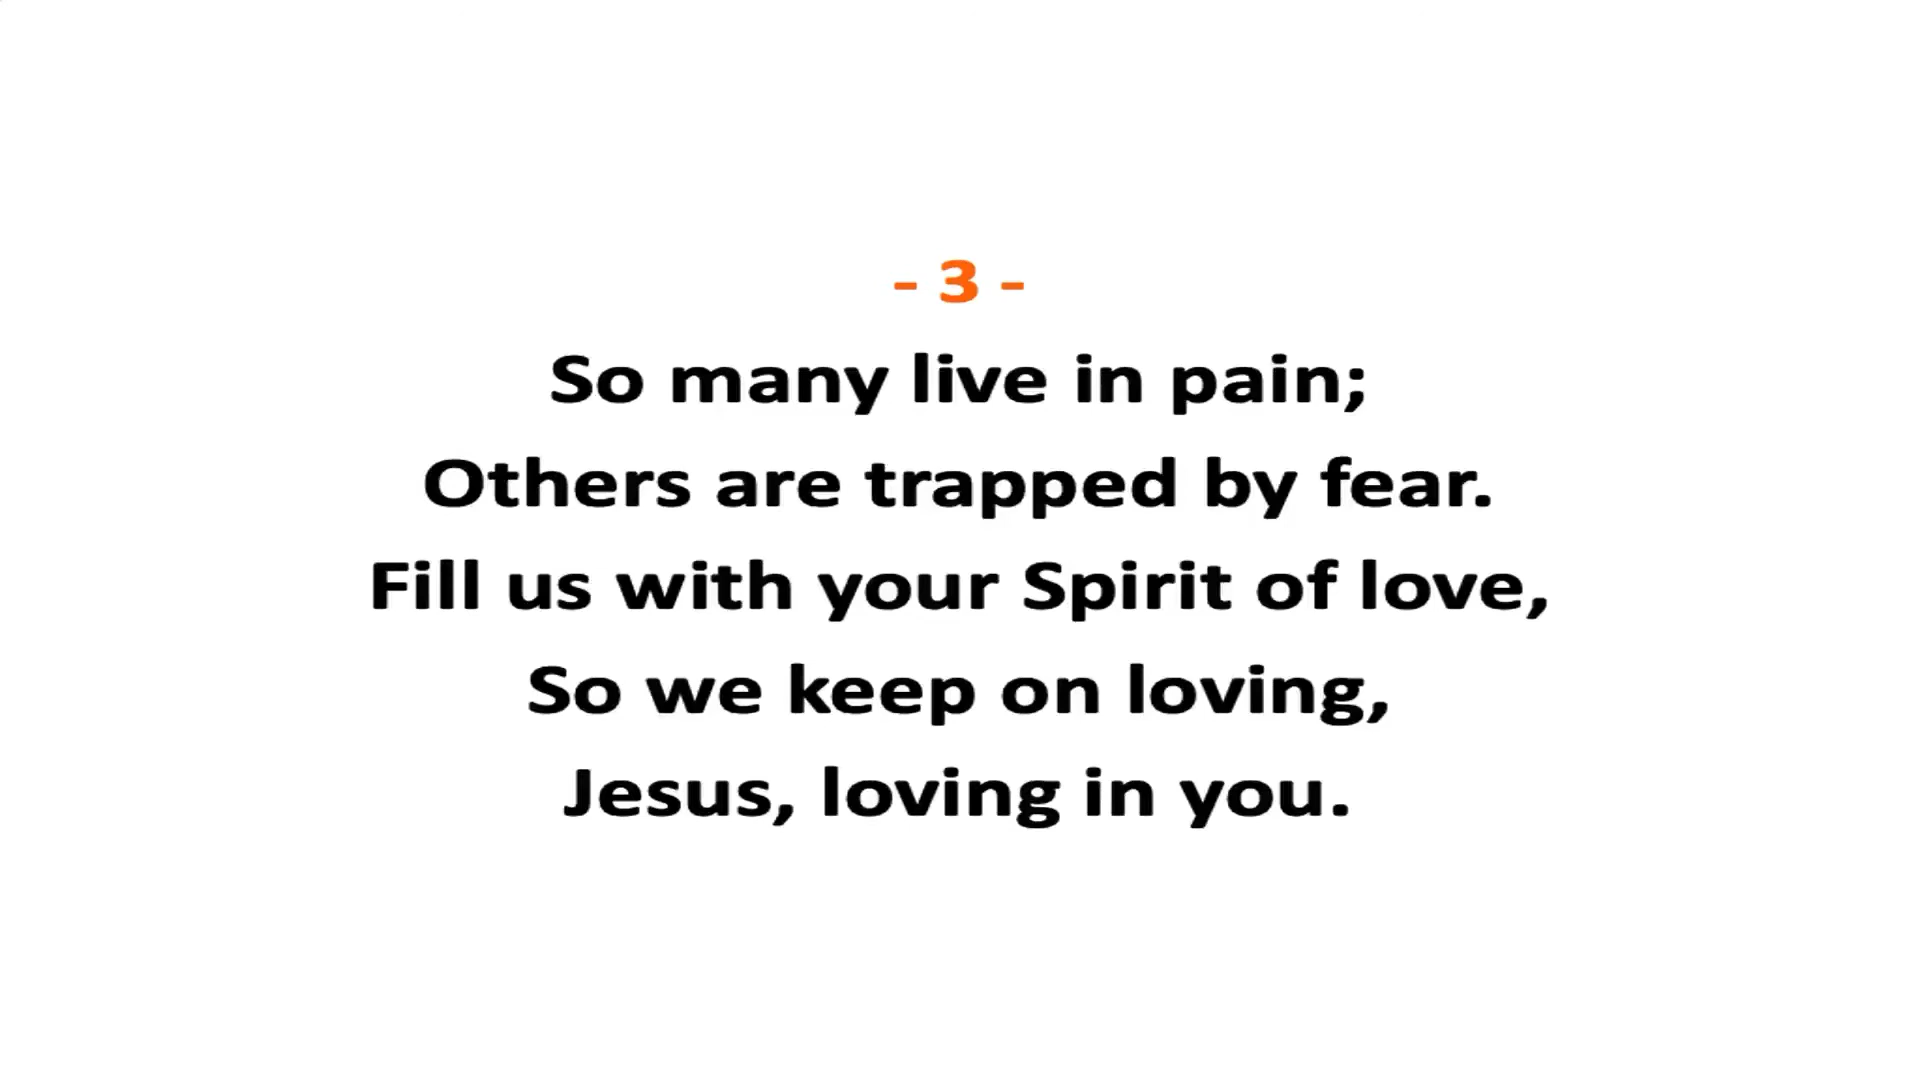 - 3 -
So many live in pain;
Others are trapped by fear.
Fill us with your Spirit of love,
So we keep on loving,
Jesus, loving in you.